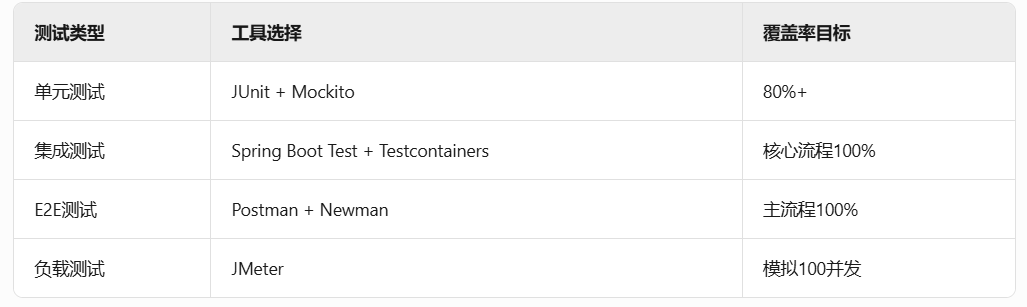 测试类型 工具选择 覆盖率目标
单元测试 JUnit + Mockito 80%+
集成测试 Spring Boot Test + Testcontainers 核心流程100%
E2E测试 Postman + Newman 主流程100%
负载测试 JMeter 模拟100并发